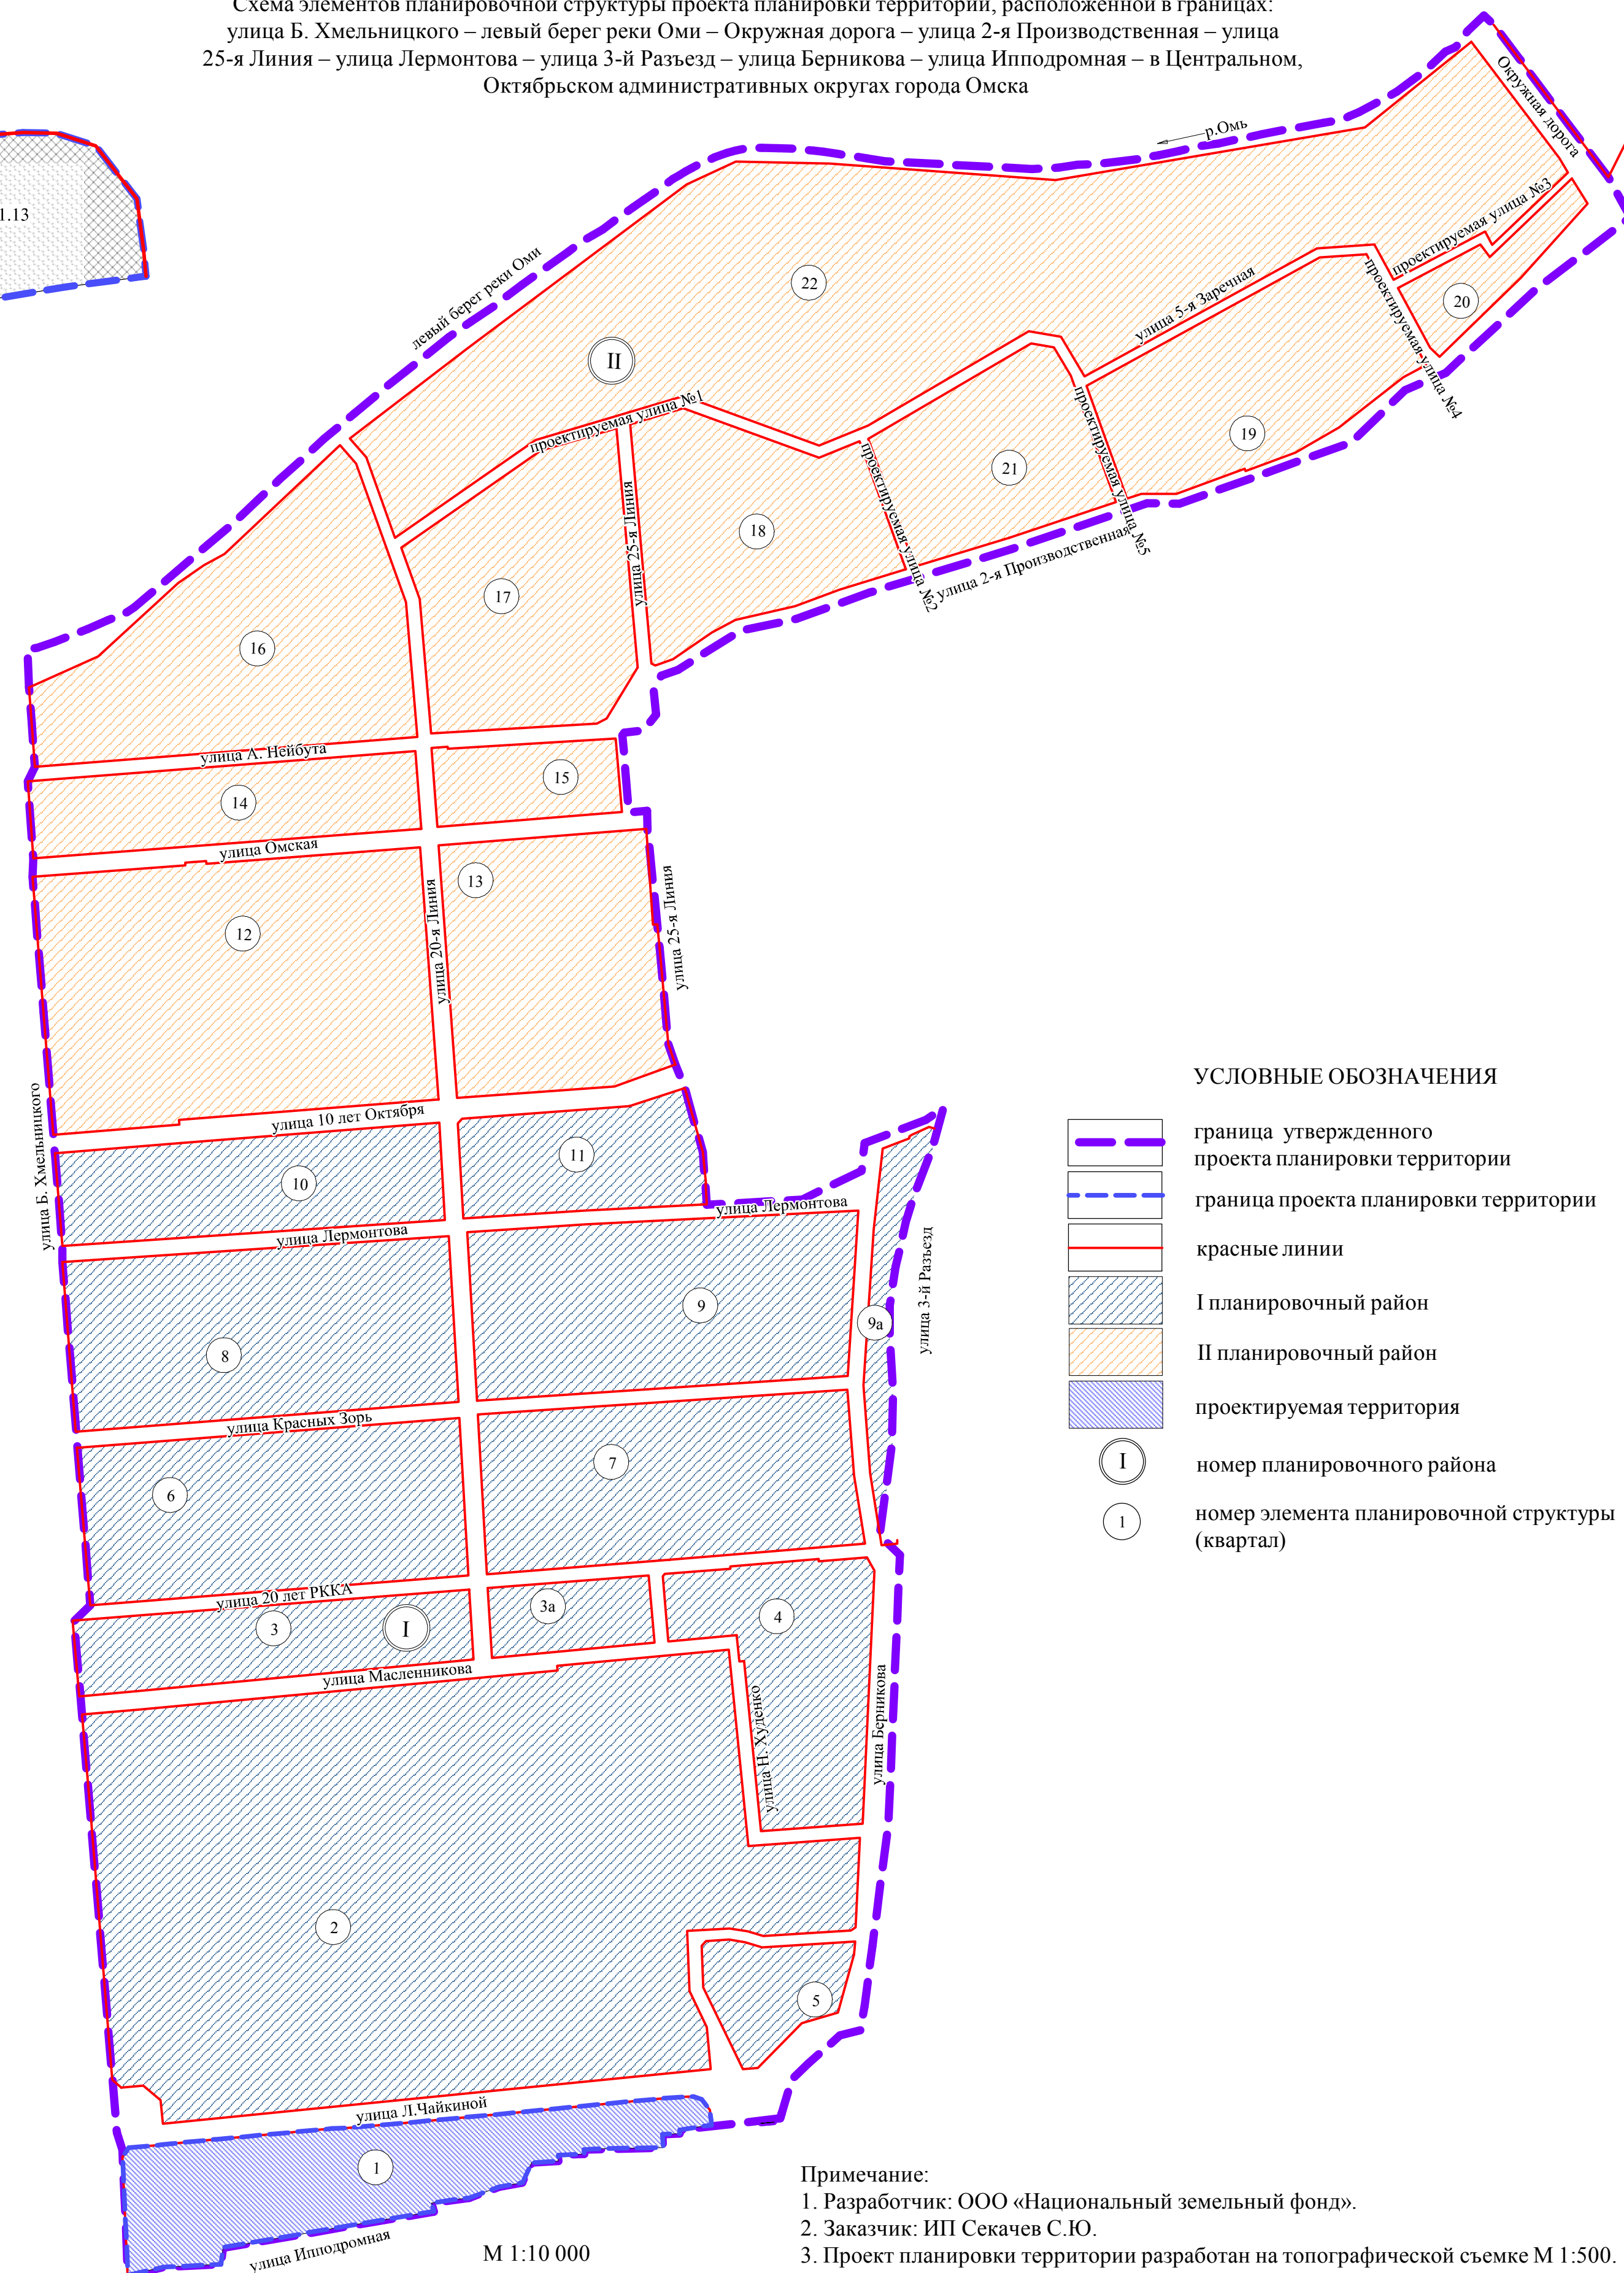 Схема элементов планировочной структуры проекта планировки территории, расположенной в границах:
улица Б. Хмельницкого – левый берег реки Оми – Окружная дорога – улица 2-я Производственная – улица
25-я Линия – улица Лермонтова – улица 3-й Разъезд – улица Берникова – улица Ипподромная – в Центральном,
Октябрьском административных округах города Омска
Окружная дорога
р.Омь
1.13
проектируемая улица №3
левый берег реки Оми
22
улица 5-я Заречная
20
проектируемая улица №4
II
проектируемая улица №1
19
проектируемая улица №5
21
проектируемая улица №2
18
улица 25-я Линия
улица 2-я Производственная
17
16
улица А. Нейбута
15
14
улица Омская
13
12
улица 20-я Линия
улица 25-я Линия
улица Б. Хмельницкого
улица 10 лет Октября
11
10
улица Лермонтова
улица Лермонтова
улица 3-й Разъезд
9
9а
8
улица Красных Зорь
7
6
улица 20 лет РККА
3
I
3а
4
улица Масленникова
улица Н. Худенко
улица Берникова
2
5
улица Л.Чайкиной
1
улица Ипподромная
М 1:10 000
УСЛОВНЫЕ ОБОЗНАЧЕНИЯ
граница утвержденного
проекта планировки территории
граница проекта планировки территории
красные линии
I планировочный район
II планировочный район
проектируемая территория
I
номер планировочного района
1
номер элемента планировочной структуры
(квартал)
Примечание:
1. Разработчик: ООО «Национальный земельный фонд».
2. Заказчик: ИП Секачев С.Ю.
3. Проект планировки территории разработан на топографической съемке М 1:500.